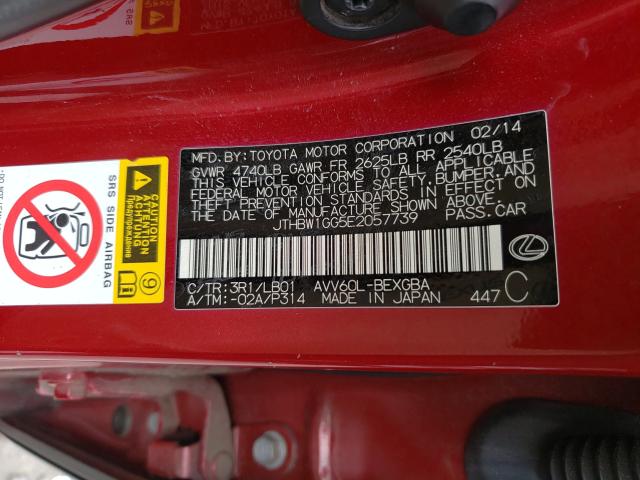 MFD. BY: TOYOTA MOTOR CORPORATION 02/14
GVWR 4740LB GAWR FR 2625LB RR 2540LB
THIS VEHICLE CONFORMS TO ALL APPLICABLE
FEDERAL MOTOR VEHICLE SAFETY, BUMPER, AND
THEFT PREVENTION STANDARDS IN EFFECT ON
THE DATE OF MANUFACTURE SHOWN ABOVE.
JTHBW1GG5E2057739 PASS.CAR
C/TR:3R1/LB01 AVV60L-BEXGBA
A/TM:-02A/P314 MADE IN JAPAN 447 C
SRS SIDE AIRBAG
Предупреждение
9